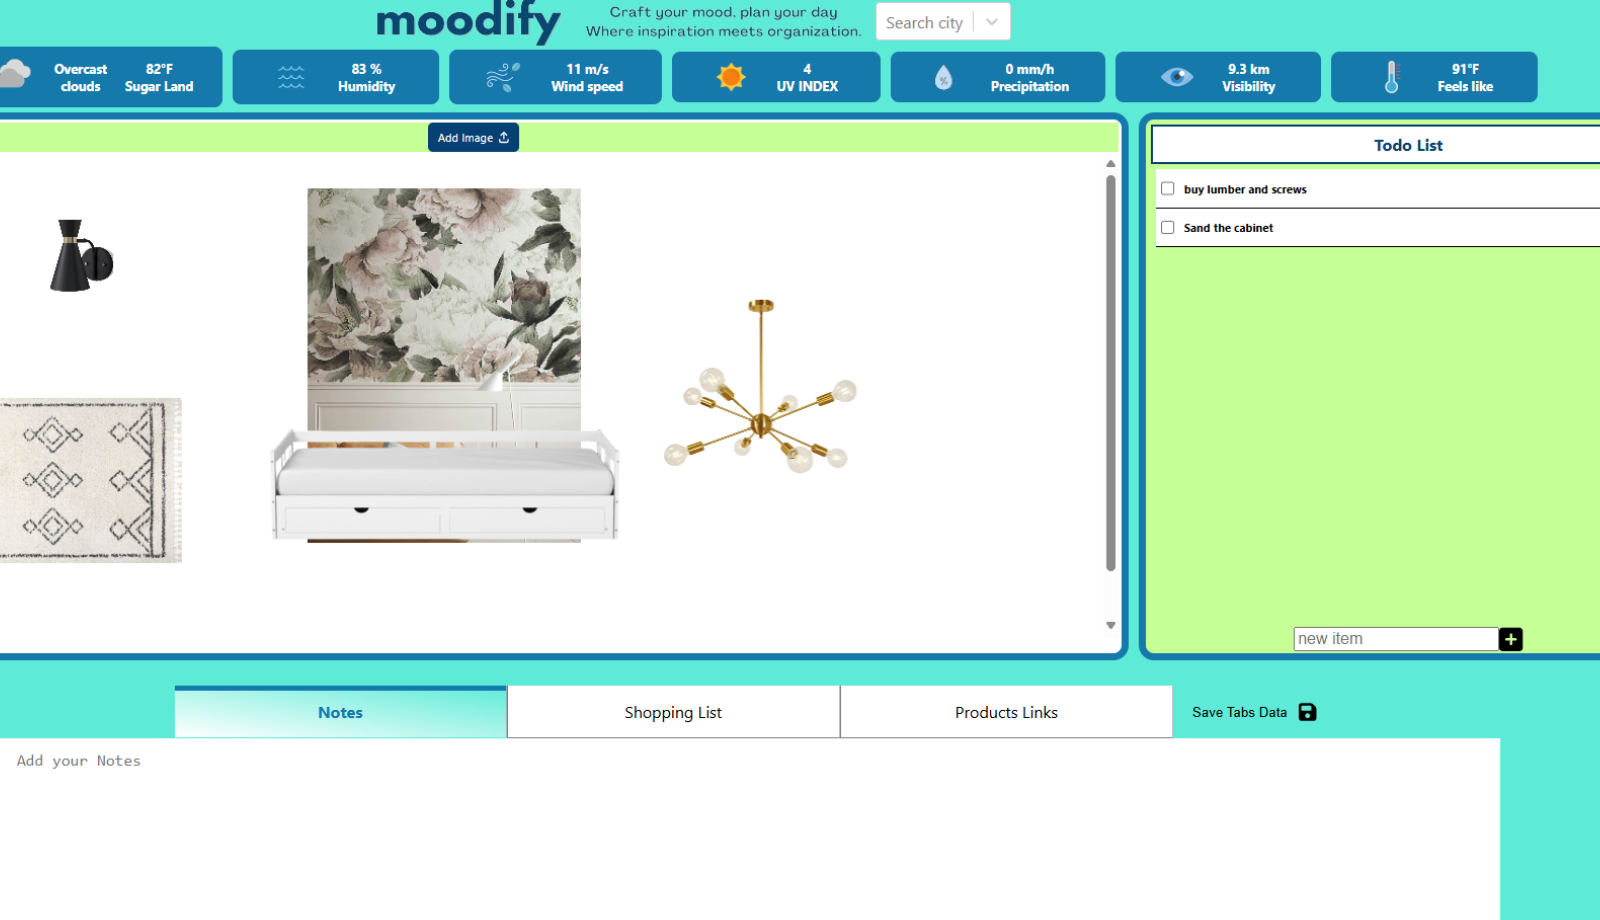 moodify
Craft your mood, plan your day
Where inspiration meets organization.
Search city
Overcast clouds
82°F
Sugar Land
83 %
Humidity
11 m/s
Wind speed
4
UV INDEX
%
0 mm/h
Precipitation
9.3 km
Visibility
91°F
Feels like
Add Image
Todo List
buy lumber and screws
Sand the cabinet
new item
Notes
Shopping List
Products Links
Save Tabs Data
Add your Notes